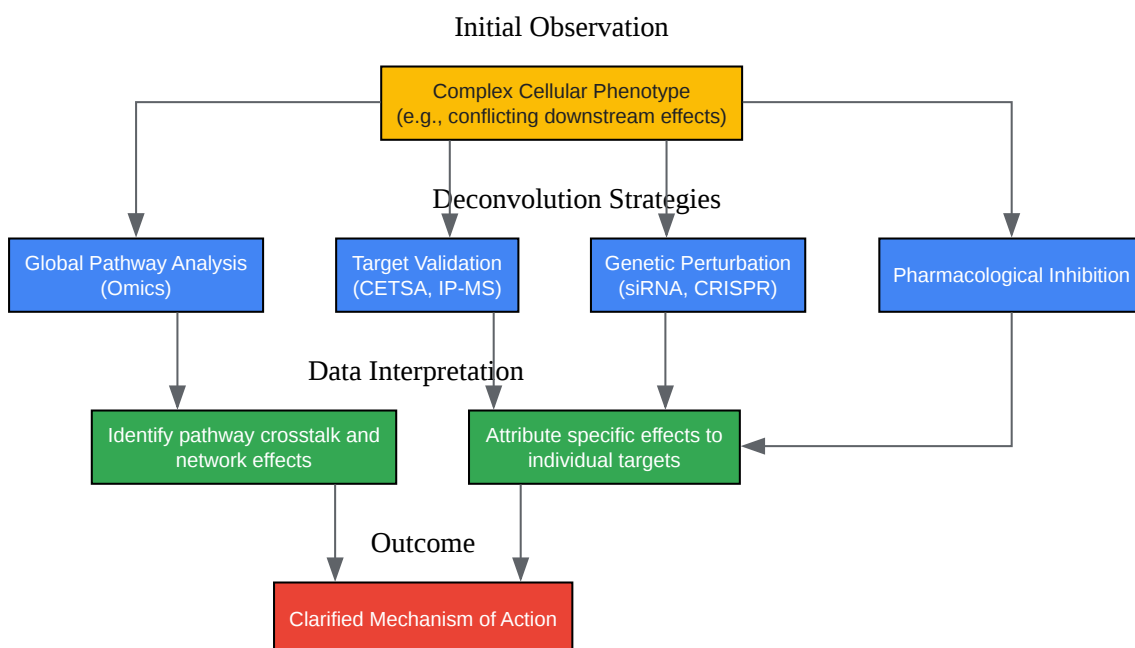 Initial Observation
Complex Cellular Phenotype
(e.g., conflicting downstream effects)
Deconvolution Strategies
Global Pathway Analysis
(Omics)
Target Validation
(CETSA, IP-MS)
Genetic Perturbation
(siRNA, CRISPR)
Pharmacological Inhibition
Data Interpretation
Identify pathway crosstalk and
network effects
Attribute specific effects to
individual targets
Outcome
Clarified Mechanism of Action